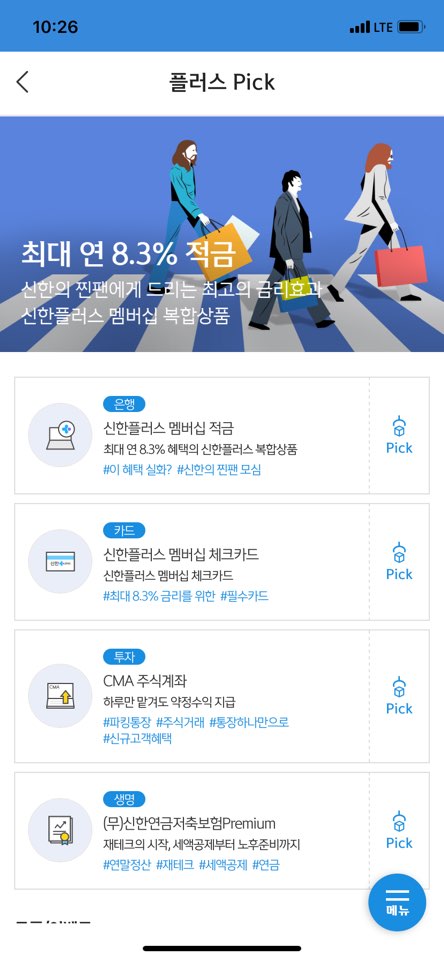 10:26
LTE
플러스 Pick
최대 연 8.3% 적금
신한의 찐팬에게 드리는 최고의 금리효과
신한플러스 멤버십 복합상품
은행
신한플러스 멤버십 적금
최대 연 8.3% 혜택의 신한플러스 복합상품
#이 혜택 실화? #신한의 찐팬 모심
Pick
카드
신한플러스 멤버십 체크카드
신한플러스 멤버십 체크카드
#최대 8.3% 금리를 위한 #필수카드
Pick
투자
CMA
CMA 주식계좌
하루만 맡겨도 약정수익 지급
#파킹통장 #주식거래 #통장하나만으로
#신규고객혜택
Pick
생명
(무)신한연금저축보험Premium
재테크의 시작, 세액공제부터 노후준비까지
#연말정산 #재테크 #세액공제 #연금
Pick
메뉴